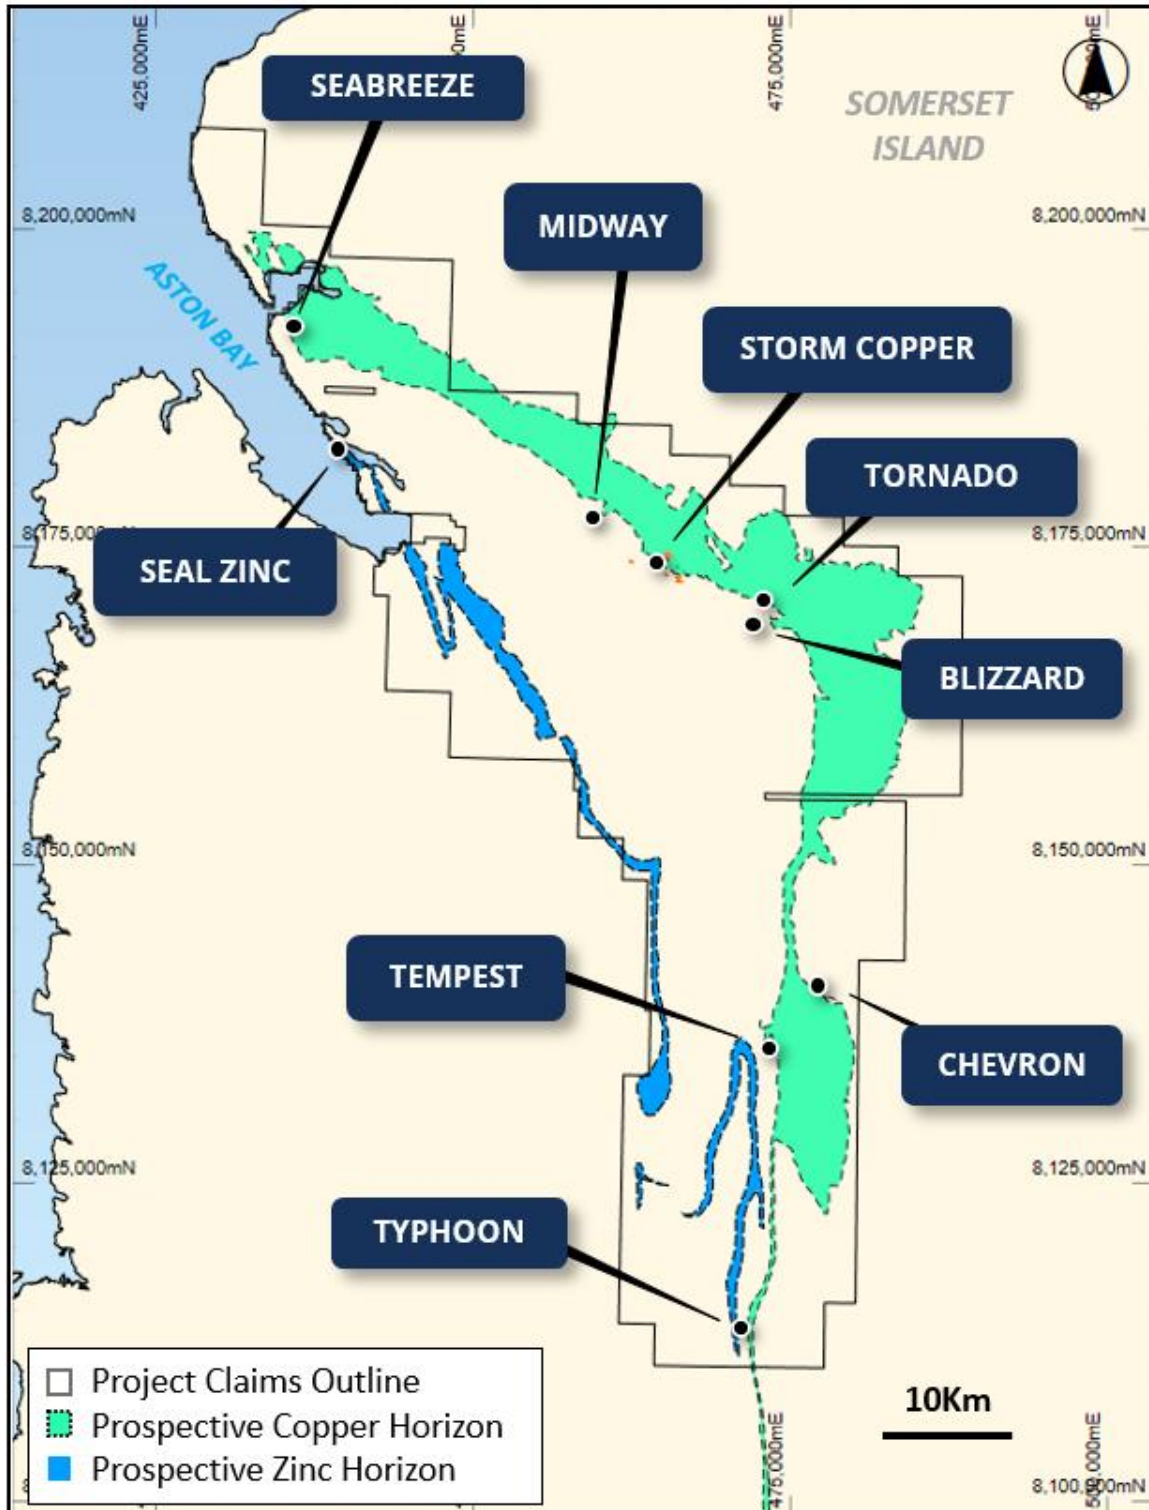 425,000mE
475,000mE
SEABREEZE
SOMERSET
ISLAND
MIDWAY
8,200,000mN
8,200,000mN
ASTON BAY
STORM COPPER
TORNADO
8,175,000mN
SEAL ZINC
BLIZZARD
8,150,000mN
8,150,000mN
TEMPEST
CHEVRON
8,125,000mN
8,125,000mN
TYPHOON
Project Claims Outline
Prospective Copper Horizon
Prospective Zinc Horizon
10Km
475,000mE
8,100,000mN